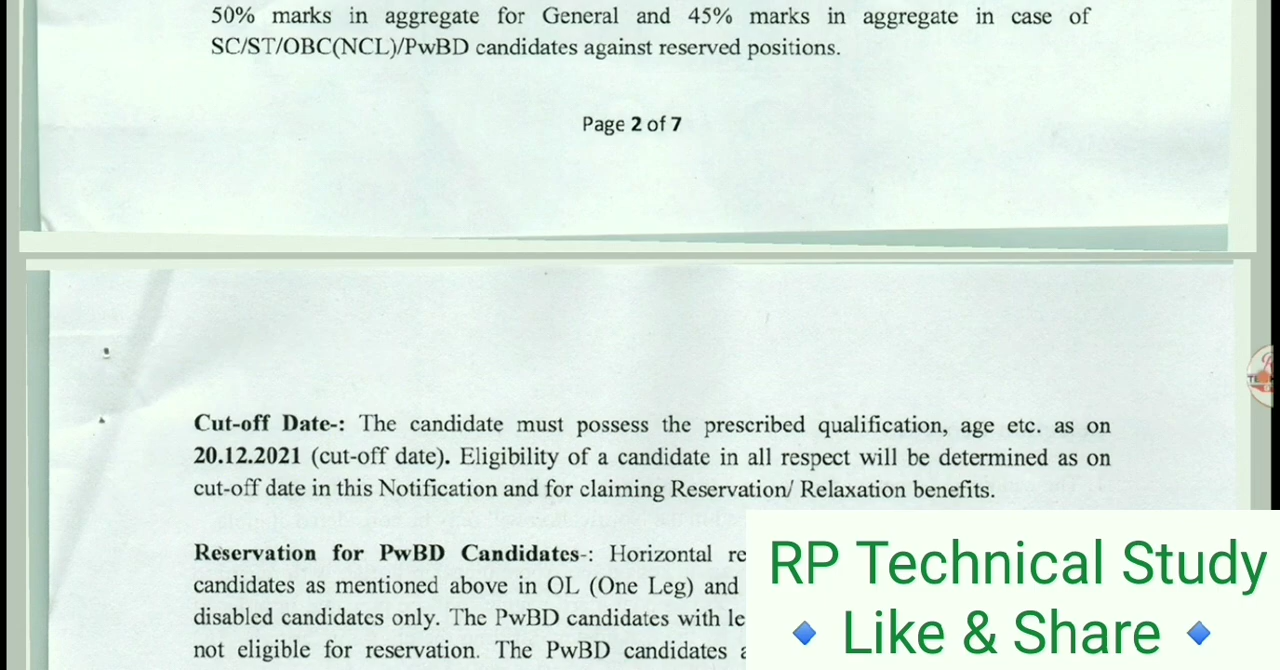 50% marks in aggregate for General and 45% marks in aggregate in case of
SC/ST/OBC(NCL)/PwBD candidates against reserved positions.
Page 2 of 7
Cut-off Date-: The candidate must possess the prescribed qualification, age etc. as on
20.12.2021 (cut-off date). Eligibility of a candidate in all respect will be determined as on
cut-off date in this Notification and for claiming Reservation/ Relaxation benefits.
Reservation for PwBD Candidates-: Horizontal re
candidates as mentioned above in OL (One Leg) and
disabled candidates only. The PwBD candidates with le
not eligible for reservation. The PwBD candidates a
RP Technical Study
🔹 Like & Share 🔹